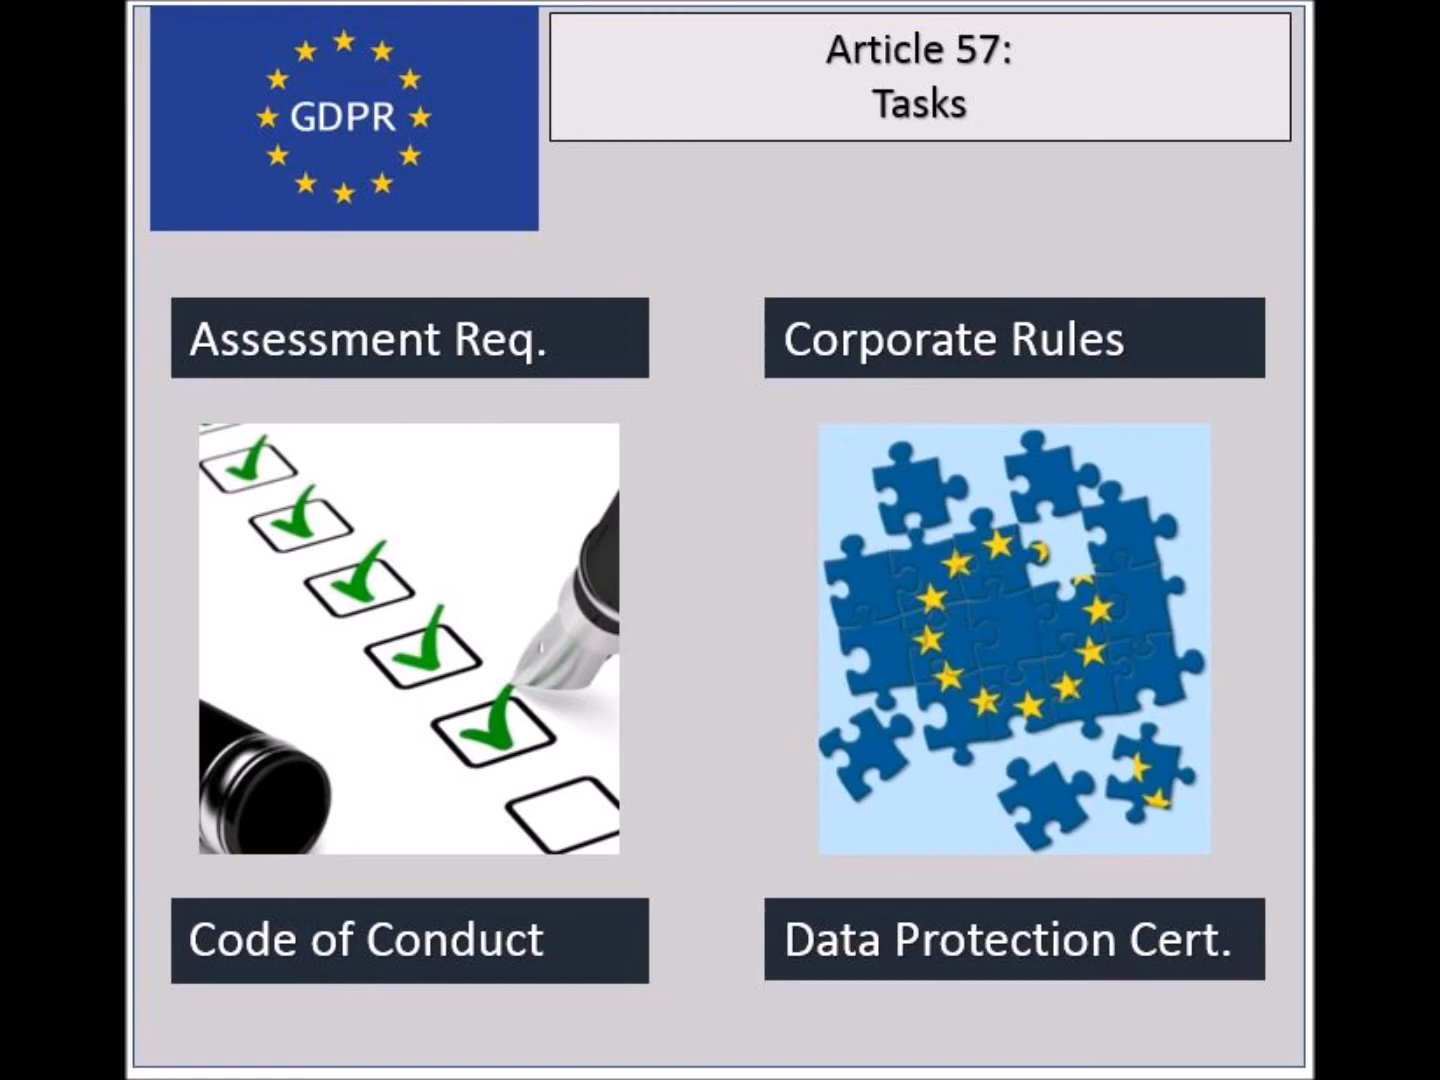 GDPR
Article 57:
Tasks
Assessment Req.
Corporate Rules
Code of Conduct
Data Protection Cert.